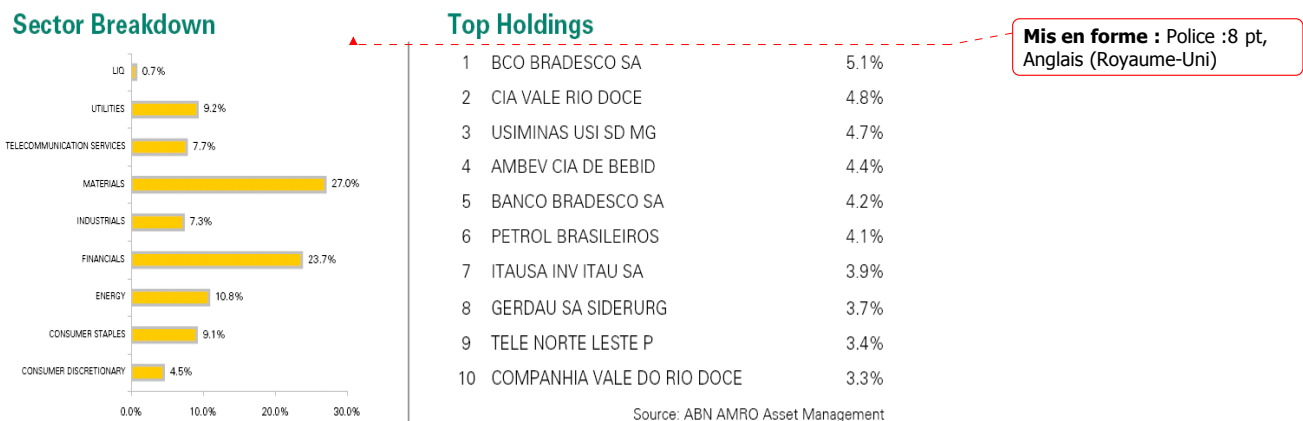 Sector Breakdown
LIQ 0.7%
UTILITIES 9.2%
TELECOMMUNICATION SERVICES 7.7%
MATERIALS 27.0%
INDUSTRIALS 7.3%
FINANCIALS 23.7%
ENERGY 10.8%
CONSUMER STAPLES 9.1%
CONSUMER DISCRETIONARY 4.5%
0.0% 10.0% 20.0% 30.0%
Top Holdings
1 BCO BRADESCO SA 5.1%
2 CIA VALE RIO DOCE 4.8%
3 USIMINAS USI SD MG 4.7%
4 AMBEV CIA DE BEBID 4.4%
5 BANCO BRADESCO SA 4.2%
6 PETROL BRASILEIROS 4.1%
7 ITAUSA INV ITAU SA 3.9%
8 GERDAU SA SIDERURG 3.7%
9 TELE NORTE LESTE P 3.4%
10 COMPANHIA VALE DO RIO DOCE 3.3%
Source: ABN AMRO Asset Management
Mis en forme : Police :8 pt,
Anglais (Royaume-Uni)